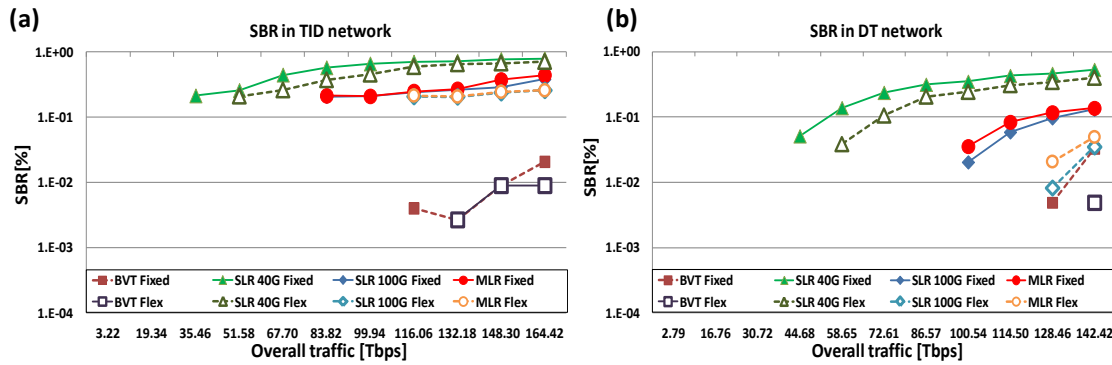 (a)
SBR in TID network
SBR[%]
1.E+00
1.E-01
1.E-02
1.E-03
1.E-04
BVT Fixed SLR 40G Fixed SLR 100G Fixed MLR Fixed
BVT Flex SLR 40G Flex SLR 100G Flex MLR Flex
3.22 19.34 35.46 51.58 67.70 83.82 99.94 116.06 132.18 148.30 164.42
Overall traffic [Tbps]
(b)
SBR in DT network
SBR[%]
1.E+00
1.E-01
1.E-02
1.E-03
1.E-04
BVT Fixed SLR 40G Fixed SLR 100G Fixed MLR Fixed
BVT Flex SLR 40G Flex SLR 100G Flex MLR Flex
2.79 16.76 30.72 44.68 58.65 72.61 86.57 100.54 114.50 128.46 142.42
Overall traffic [Tbps]